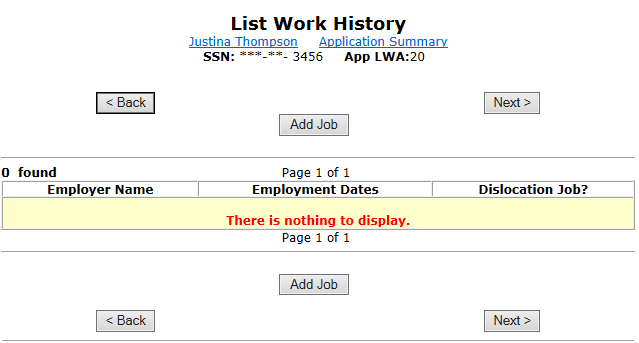 List Work History
Justina Thompson Application Summary
SSN: ***-**- 3456 App LWA:20
< Back Next >
Add Job
0 found Page 1 of 1
Employer Name Employment Dates Dislocation Job?
There is nothing to display.
Page 1 of 1
Add Job
< Back Next >